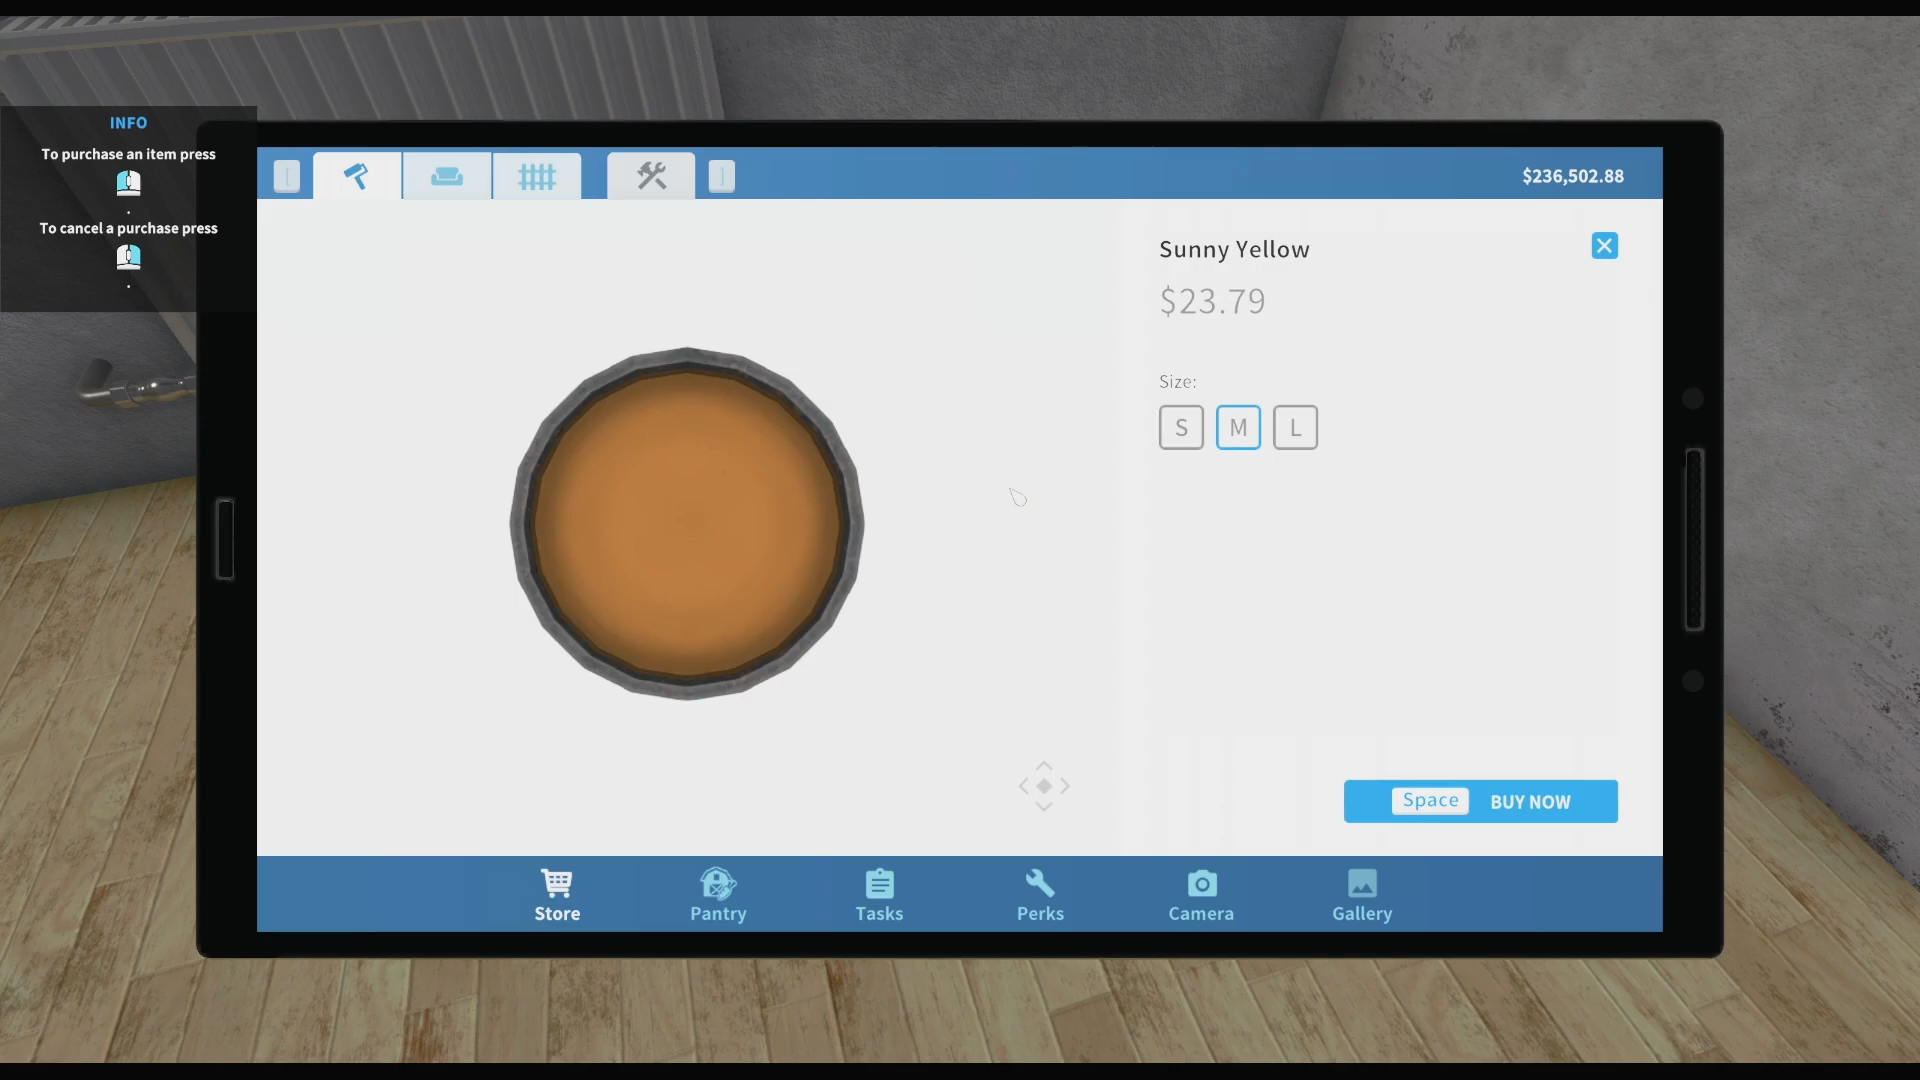 INFO
To purchase an item press
.
To cancel a purchase press
.
[
]
$236,502.88
Sunny Yellow
$23.79
Size:
S M L
Space BUY NOW
Store
Pantry
Tasks
Perks
Camera
Gallery